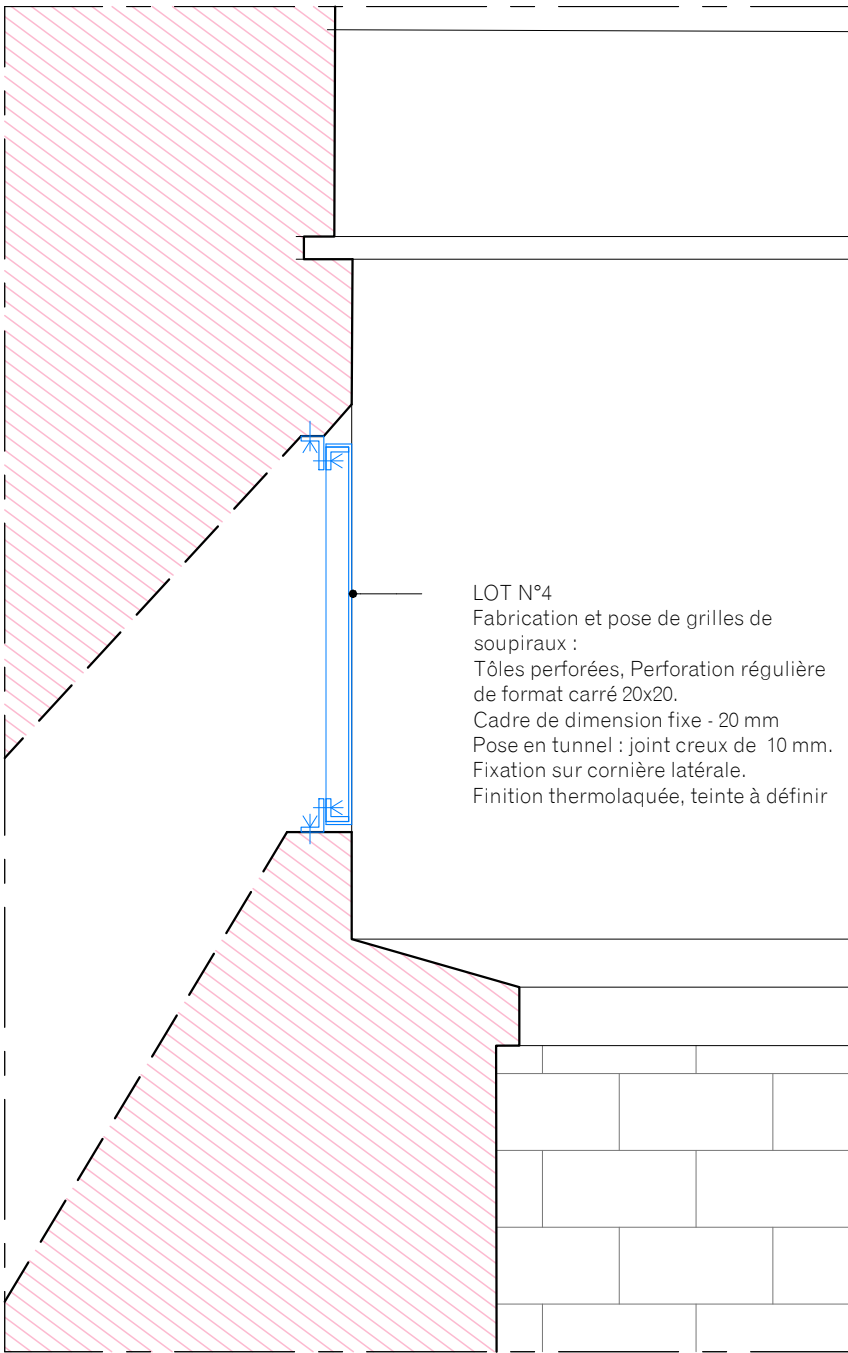 LOT N°4
Fabrication et pose de grilles de
soupiraux :
Tôles perforées, Perforation régulière
de format carré 20x20.
Cadre de dimension fixe - 20 mm
Pose en tunnel : joint creux de 10 mm.
Fixation sur cornière latérale.
Finition thermolaquée, teinte à définir